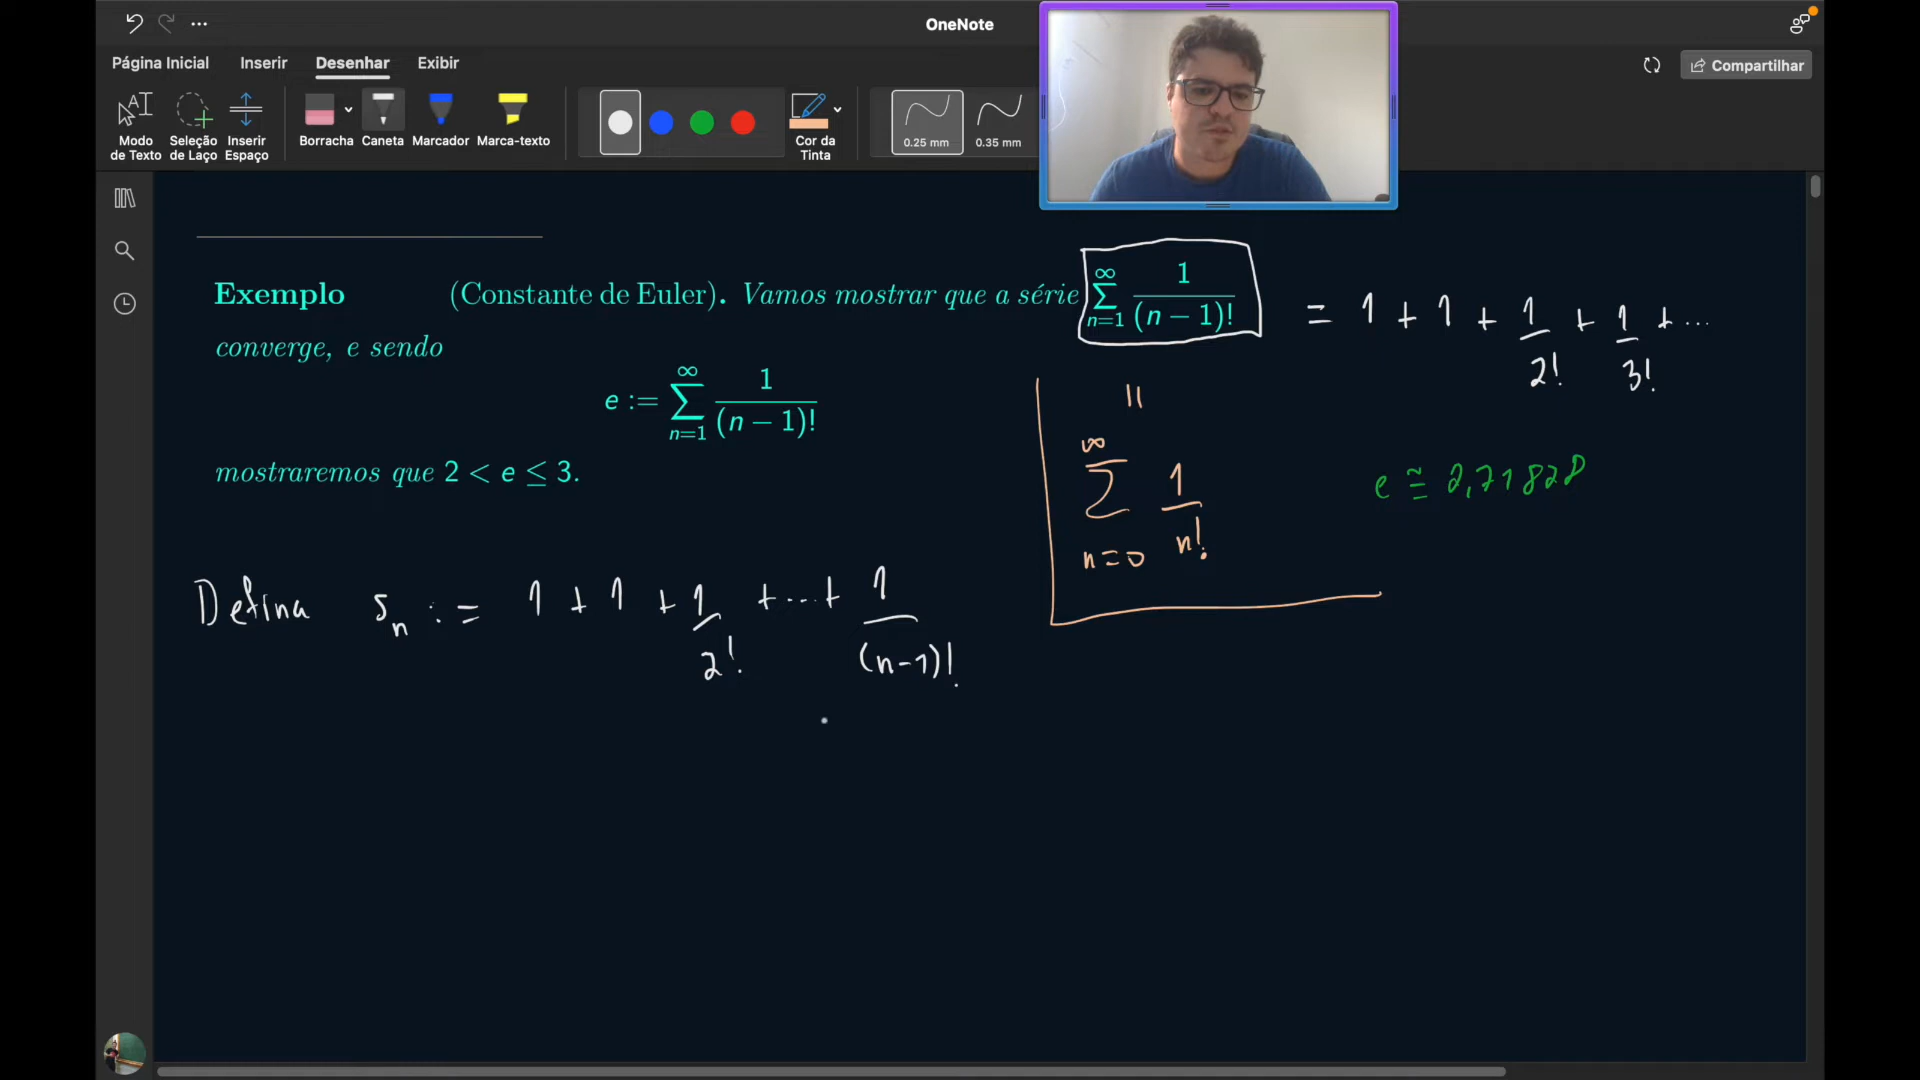 OneNote
Página Inicial Inserir Desenhar Exibir
Compartilhar
Modo de Texto
Seleção de Laço
Inserir Espaço
Borracha
Caneta
Marcador
Marca-texto
Cor da Tinta
0.25 mm
0.35 mm
Exemplo (Constante de Euler). Vamos mostrar que a série ∑_{n=1}^{∞} 1/(n − 1)! = 1 + 1 + 1/2! + 1/3! + ...
converge, e sendo
e := ∑_{n=1}^{∞} 1/(n − 1)!
mostraremos que 2 < e ≤ 3.
=
∑_{n=0}^{∞} 1/n!
e ≅ 2,71828
Defina s_n := 1 + 1 + 1/2! + ... + 1/(n-1)!